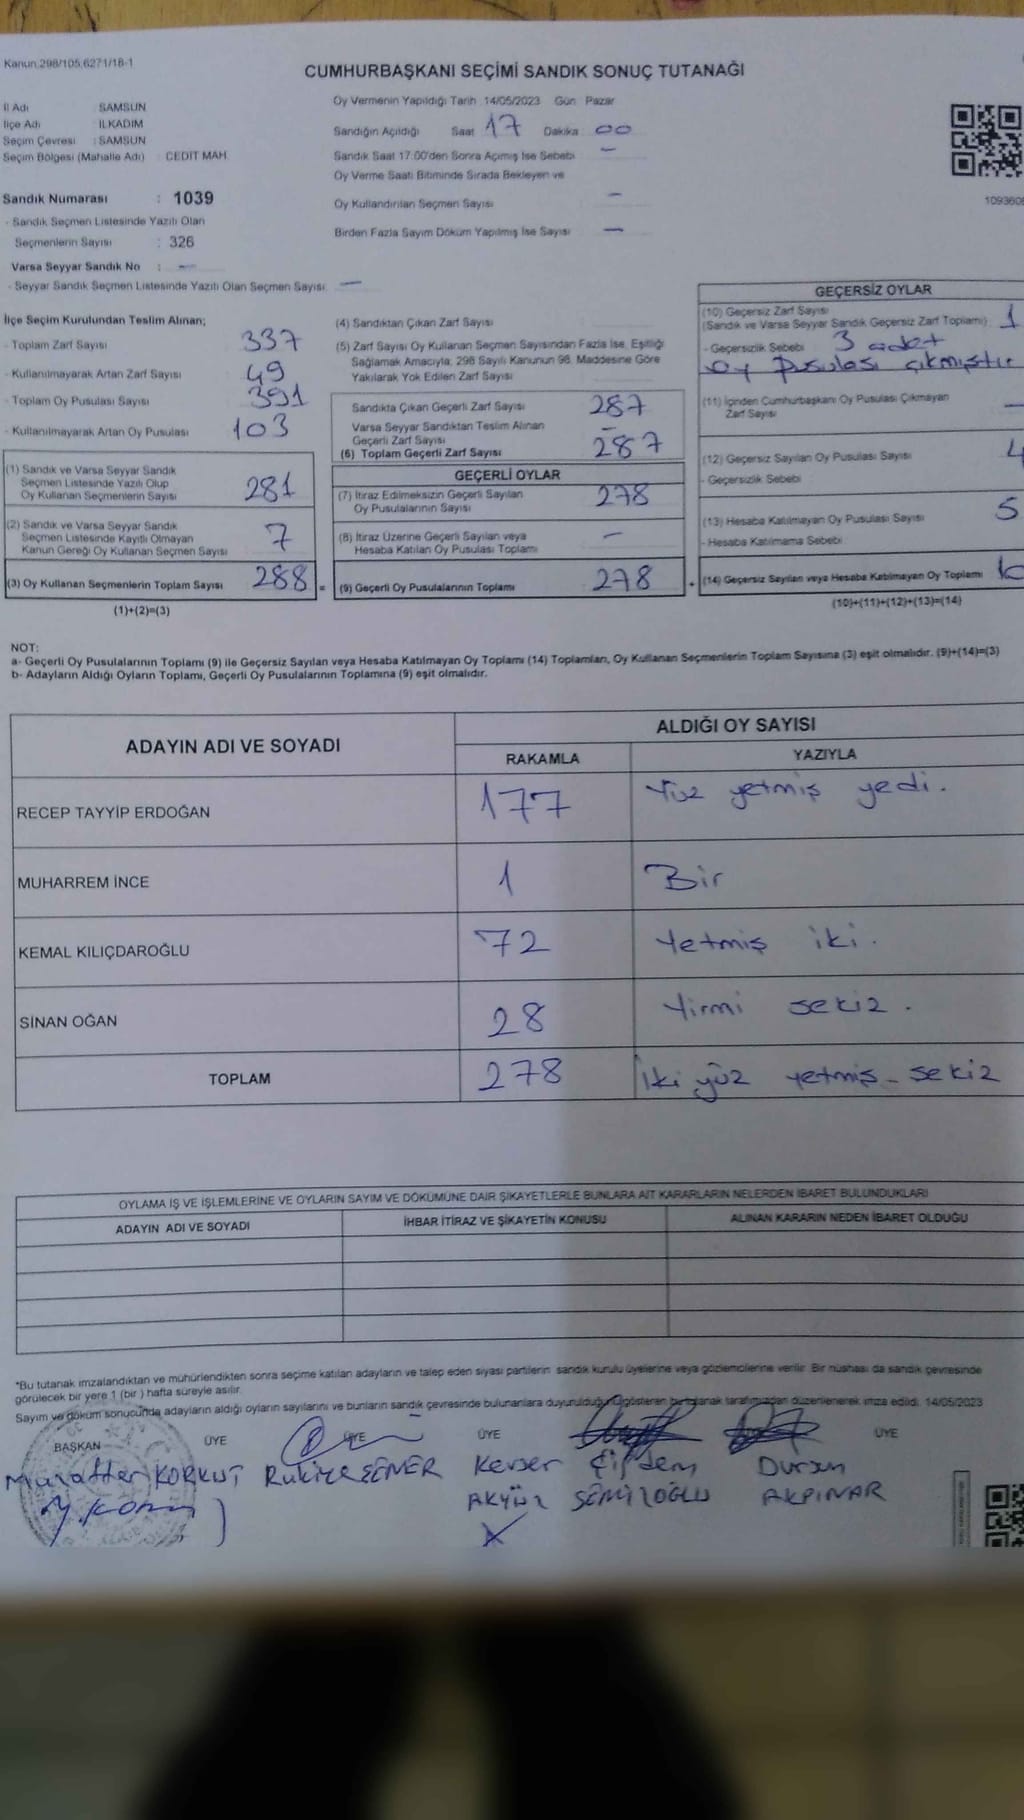 Kanun:298/105,6271/18-1
CUMHURBAŞKANI SEÇİMİ SANDIK SONUÇ TUTANAĞI
İl Adı : SAMSUN
İlçe Adı : İLKADIM
Seçim Çevresi : SAMSUN
Seçim Bölgesi (Mahalle Adı) : CEDİT MAH.
Sandık Numarası : 1039
- Sandık Seçmen Listesinde Yazılı Olan
Seçmenlerin Sayısı : 326
Varsa Seyyar Sandık No : —
- Seyyar Sandık Seçmen Listesinde Yazılı Olan Seçmen Sayısı —
Oy Vermenin Yapıldığı Tarih :14/05/2023 Gün: Pazar
Sandığın Açıldığı Saat 17 Dakika 00
Sandık Saat 17:00'den Sonra Açılmış İse Sebebi —
Oy Verme Saati Bitiminde Sırada Bekleyen ve
Oy Kullandırılan Seçmen Sayısı —
Birden Fazla Sayım Döküm Yapılmış İse Sayısı —
İlçe Seçim Kurulundan Teslim Alınan;
- Toplam Zarf Sayısı 337
- Kullanılmayarak Artan Zarf Sayısı 49
- Toplam Oy Pusulası Sayısı 391
- Kullanılmayarak Artan Oy Pusulası 103
(1) Sandık ve Varsa Seyyar Sandık
Seçmen Listesinde Yazılı Olup
Oy Kullanan Seçmenlerin Sayısı 281
(2) Sandık ve Varsa Seyyar Sandık
Seçmen Listesinde Kayıtlı Olmayan
Kanun Gereği Oy Kullanan Seçmen Sayısı 7
(3) Oy Kullanan Seçmenlerin Toplam Sayısı 288 =
(1)+(2)=(3)
(4) Sandıktan Çıkan Zarf Sayısı
(5) Zarf Sayısı Oy Kullanan Seçmen Sayısından Fazla İse, Eşitliği
Sağlamak Amacıyla; 298 Sayılı Kanunun 98. Maddesine Göre
Yakılarak Yok Edilen Zarf Sayısı
Sandıkta Çıkan Geçerli Zarf Sayısı 287
Varsa Seyyar Sandıktan Teslim Alınan
Geçerli Zarf Sayısı —
(6) Toplam Geçerli Zarf Sayısı 287
GEÇERLİ OYLAR
(7) İtiraz Edilmeksizin Geçerli Sayılan
Oy Pusulalarının Sayısı 278
(8) İtiraz Üzerine Geçerli Sayılan veya
Hesaba Katılan Oy Pusulası Toplamı —
(9) Geçerli Oy Pusulalarının Toplamı 278 +
GEÇERSİZ OYLAR
(10) Geçersiz Zarf Sayısı
(Sandık ve Varsa Seyyar Sandık Geçersiz Zarf Toplamı) 1
- Geçersizlik Sebebi 3 adet
oy pusulası çıkmıştır
(11) İçinden Cumhurbaşkanı Oy Pusulası Çıkmayan
Zarf Sayısı —
(12) Geçersiz Sayılan Oy Pusulası Sayısı 4
- Geçersizlik Sebebi
(13) Hesaba Katılmayan Oy Pusulası Sayısı 5
- Hesaba Katılmama Sebebi
(14) Geçersiz Sayılan veya Hesaba Katılmayan Oy Toplamı
(10)+(11)+(12)+(13)=(14)
NOT:
a- Geçerli Oy Pusulalarının Toplamı (9) ile Geçersiz Sayılan veya Hesaba Katılmayan Oy Toplamı (14) Toplamları, Oy Kullanan Seçmenlerin Toplam Sayısına (3) eşit olmalıdır. (9)+(14)=(3)
b- Adayların Aldığı Oyların Toplamı, Geçerli Oy Pusulalarının Toplamına (9) eşit olmalıdır.
ADAYIN ADI VE SOYADI
ALDIĞI OY SAYISI
RAKAMLA YAZIYLA
RECEP TAYYİP ERDOĞAN 177 Yüz yetmiş yedi.
MUHARREM İNCE 1 Bir
KEMAL KILIÇDAROĞLU 72 Yetmiş iki.
SİNAN OĞAN 28 Yirmi sekiz.
TOPLAM 278 İki yüz yetmiş-sekiz
OYLAMA İŞ VE İŞLEMLERİNE VE OYLARIN SAYIM VE DÖKÜMÜNE DAİR ŞİKAYETLERLE BUNLARA AİT KARARLARIN NELERDEN İBARET BULUNDUKLARI
ADAYIN ADI VE SOYADI İHBAR İTİRAZ VE ŞİKAYETİN KONUSU ALINAN KARARIN NEDEN İBARET OLDUĞU
*Bu tutanak imzalandıktan ve mühürlendikten sonra seçime katılan adayların ve talep eden siyasi partilerin sandık kurulu üyelerine veya gözlemcilerine verilir. Bir nüshası da sandık çevresinde
görülecek bir yere 1 (bir) hafta süreyle asılır.
Sayım ve döküm sonucunda adayların aldığı oyların sayılarını ve bunların sandık çevresinde bulunanlara duyurulduğunu gösteren bu tutanak tarafımızdan düzenlenerek imza edildi. 14/05/2023
BAŞKAN ÜYE ÜYE ÜYE ÜYE
Muzaffer KORKUT Rukiye ŞENER Kevser Çiğdem Dursun
AKYÜZ SEMİZOĞLU AKPINAR